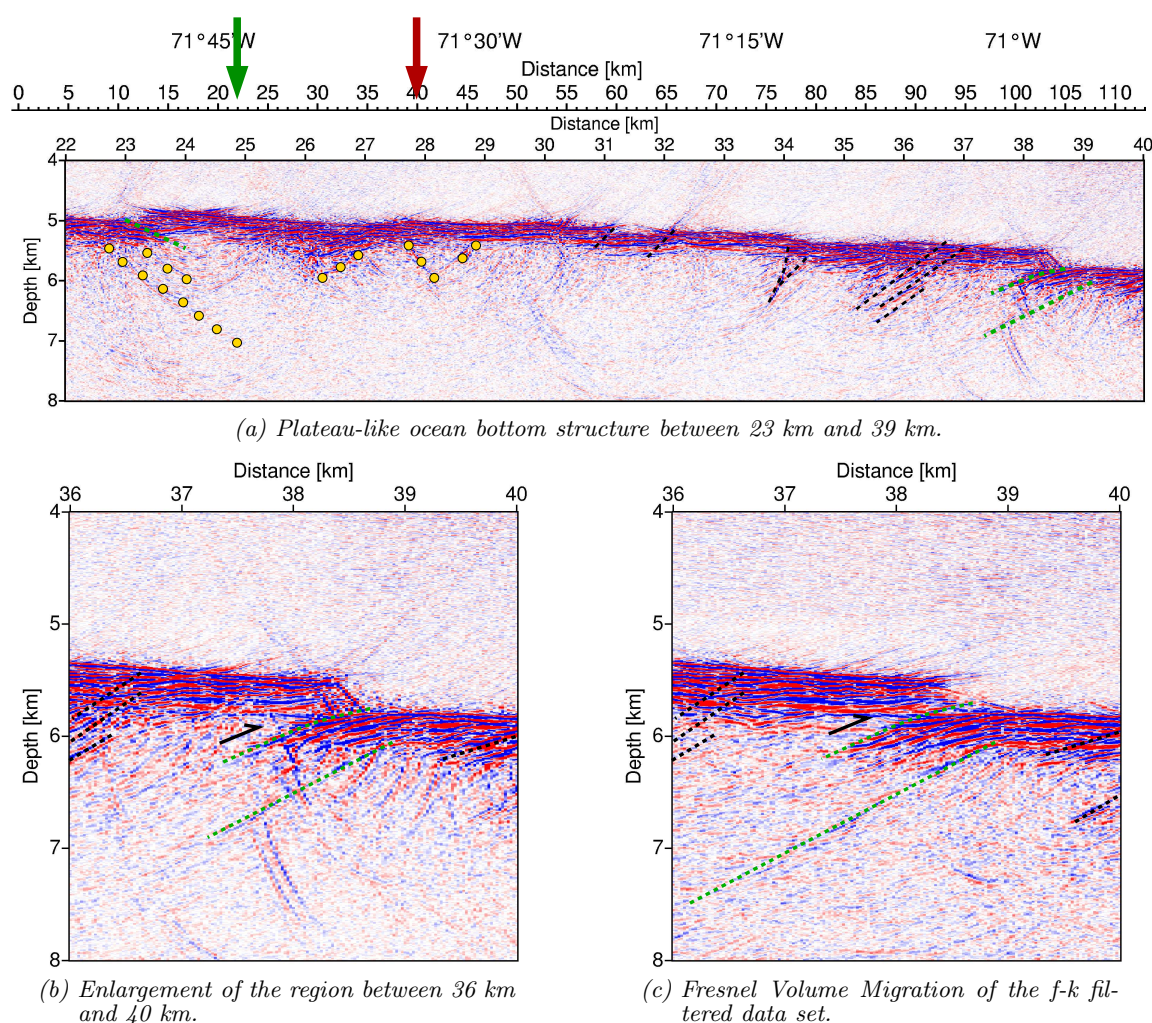 71°45'W 71°30'W 71°15'W 71°W
Distance [km]
0 5 10 15 20 25 30 35 40 45 50 55 60 65 70 75 80 85 90 95 100 105 110
Distance [km]
22 23 24 25 26 27 28 29 30 31 32 33 34 35 36 37 38 39 40
4
5
6
7
8
Depth [km]
(a) Plateau-like ocean bottom structure between 23 km and 39 km.
Distance [km]
36 37 38 39 40
4
5
6
7
8
Depth [km]
(b) Enlargement of the region between 36 km
and 40 km.
Distance [km]
36 37 38 39 40
4
5
6
7
8
Depth [km]
(c) Fresnel Volume Migration of the f-k fil-
tered data set.